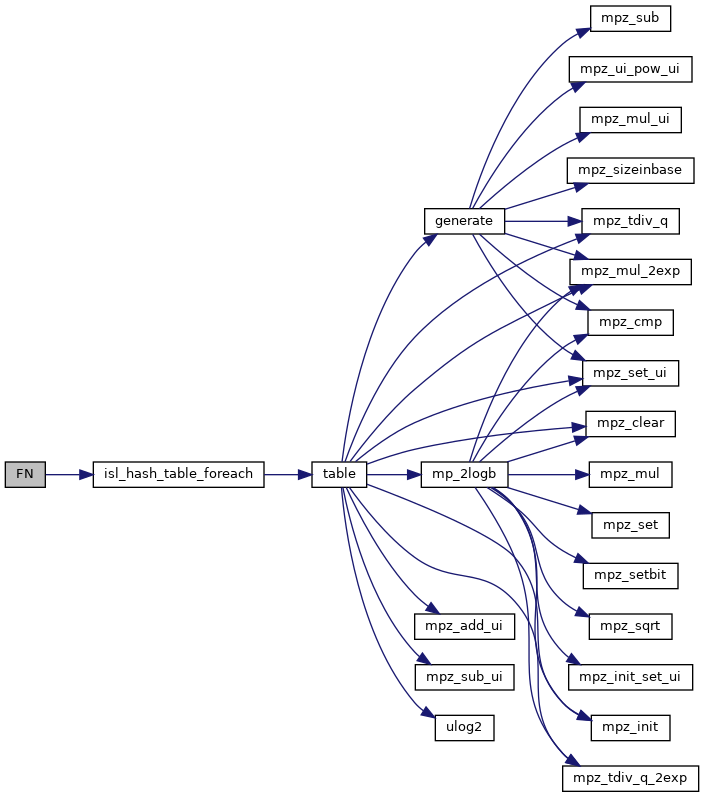 mpz_sub
mpz_ui_pow_ui
mpz_mul_ui
mpz_sizeinbase
generate
mpz_tdiv_q
mpz_mul_2exp
mpz_cmp
mpz_set_ui
mpz_clear
FN
isl_hash_table_foreach
table
mp_2logb
mpz_mul
mpz_set
mpz_setbit
mpz_add_ui
mpz_sqrt
mpz_sub_ui
mpz_init_set_ui
ulog2
mpz_init
mpz_tdiv_q_2exp